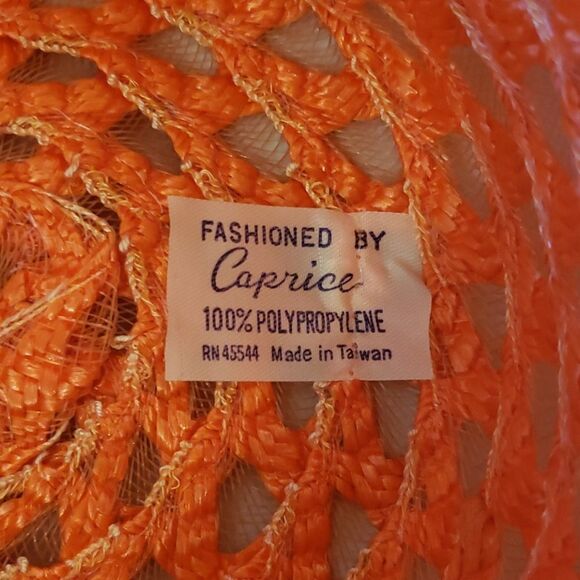 FASHIONED BY
Caprice
100% POLYPROPYLENE
RN 45544 Made in Taiwan